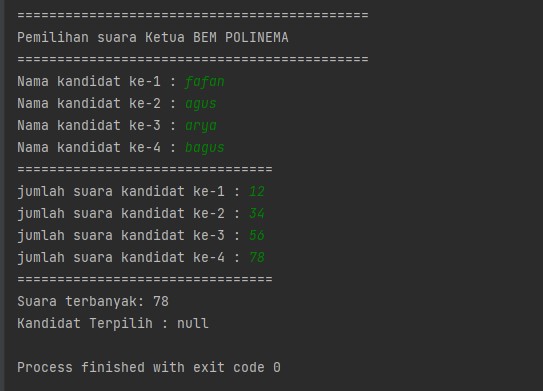 ============================================
Pemilihan suara Ketua BEM POLINEMA
============================================
Nama kandidat ke-1 : fafan
Nama kandidat ke-2 : agus
Nama kandidat ke-3 : arya
Nama kandidat ke-4 : bagus
================================
jumlah suara kandidat ke-1 : 12
jumlah suara kandidat ke-2 : 34
jumlah suara kandidat ke-3 : 56
jumlah suara kandidat ke-4 : 78
================================
Suara terbanyak: 78
Kandidat Terpilih : null
Process finished with exit code 0